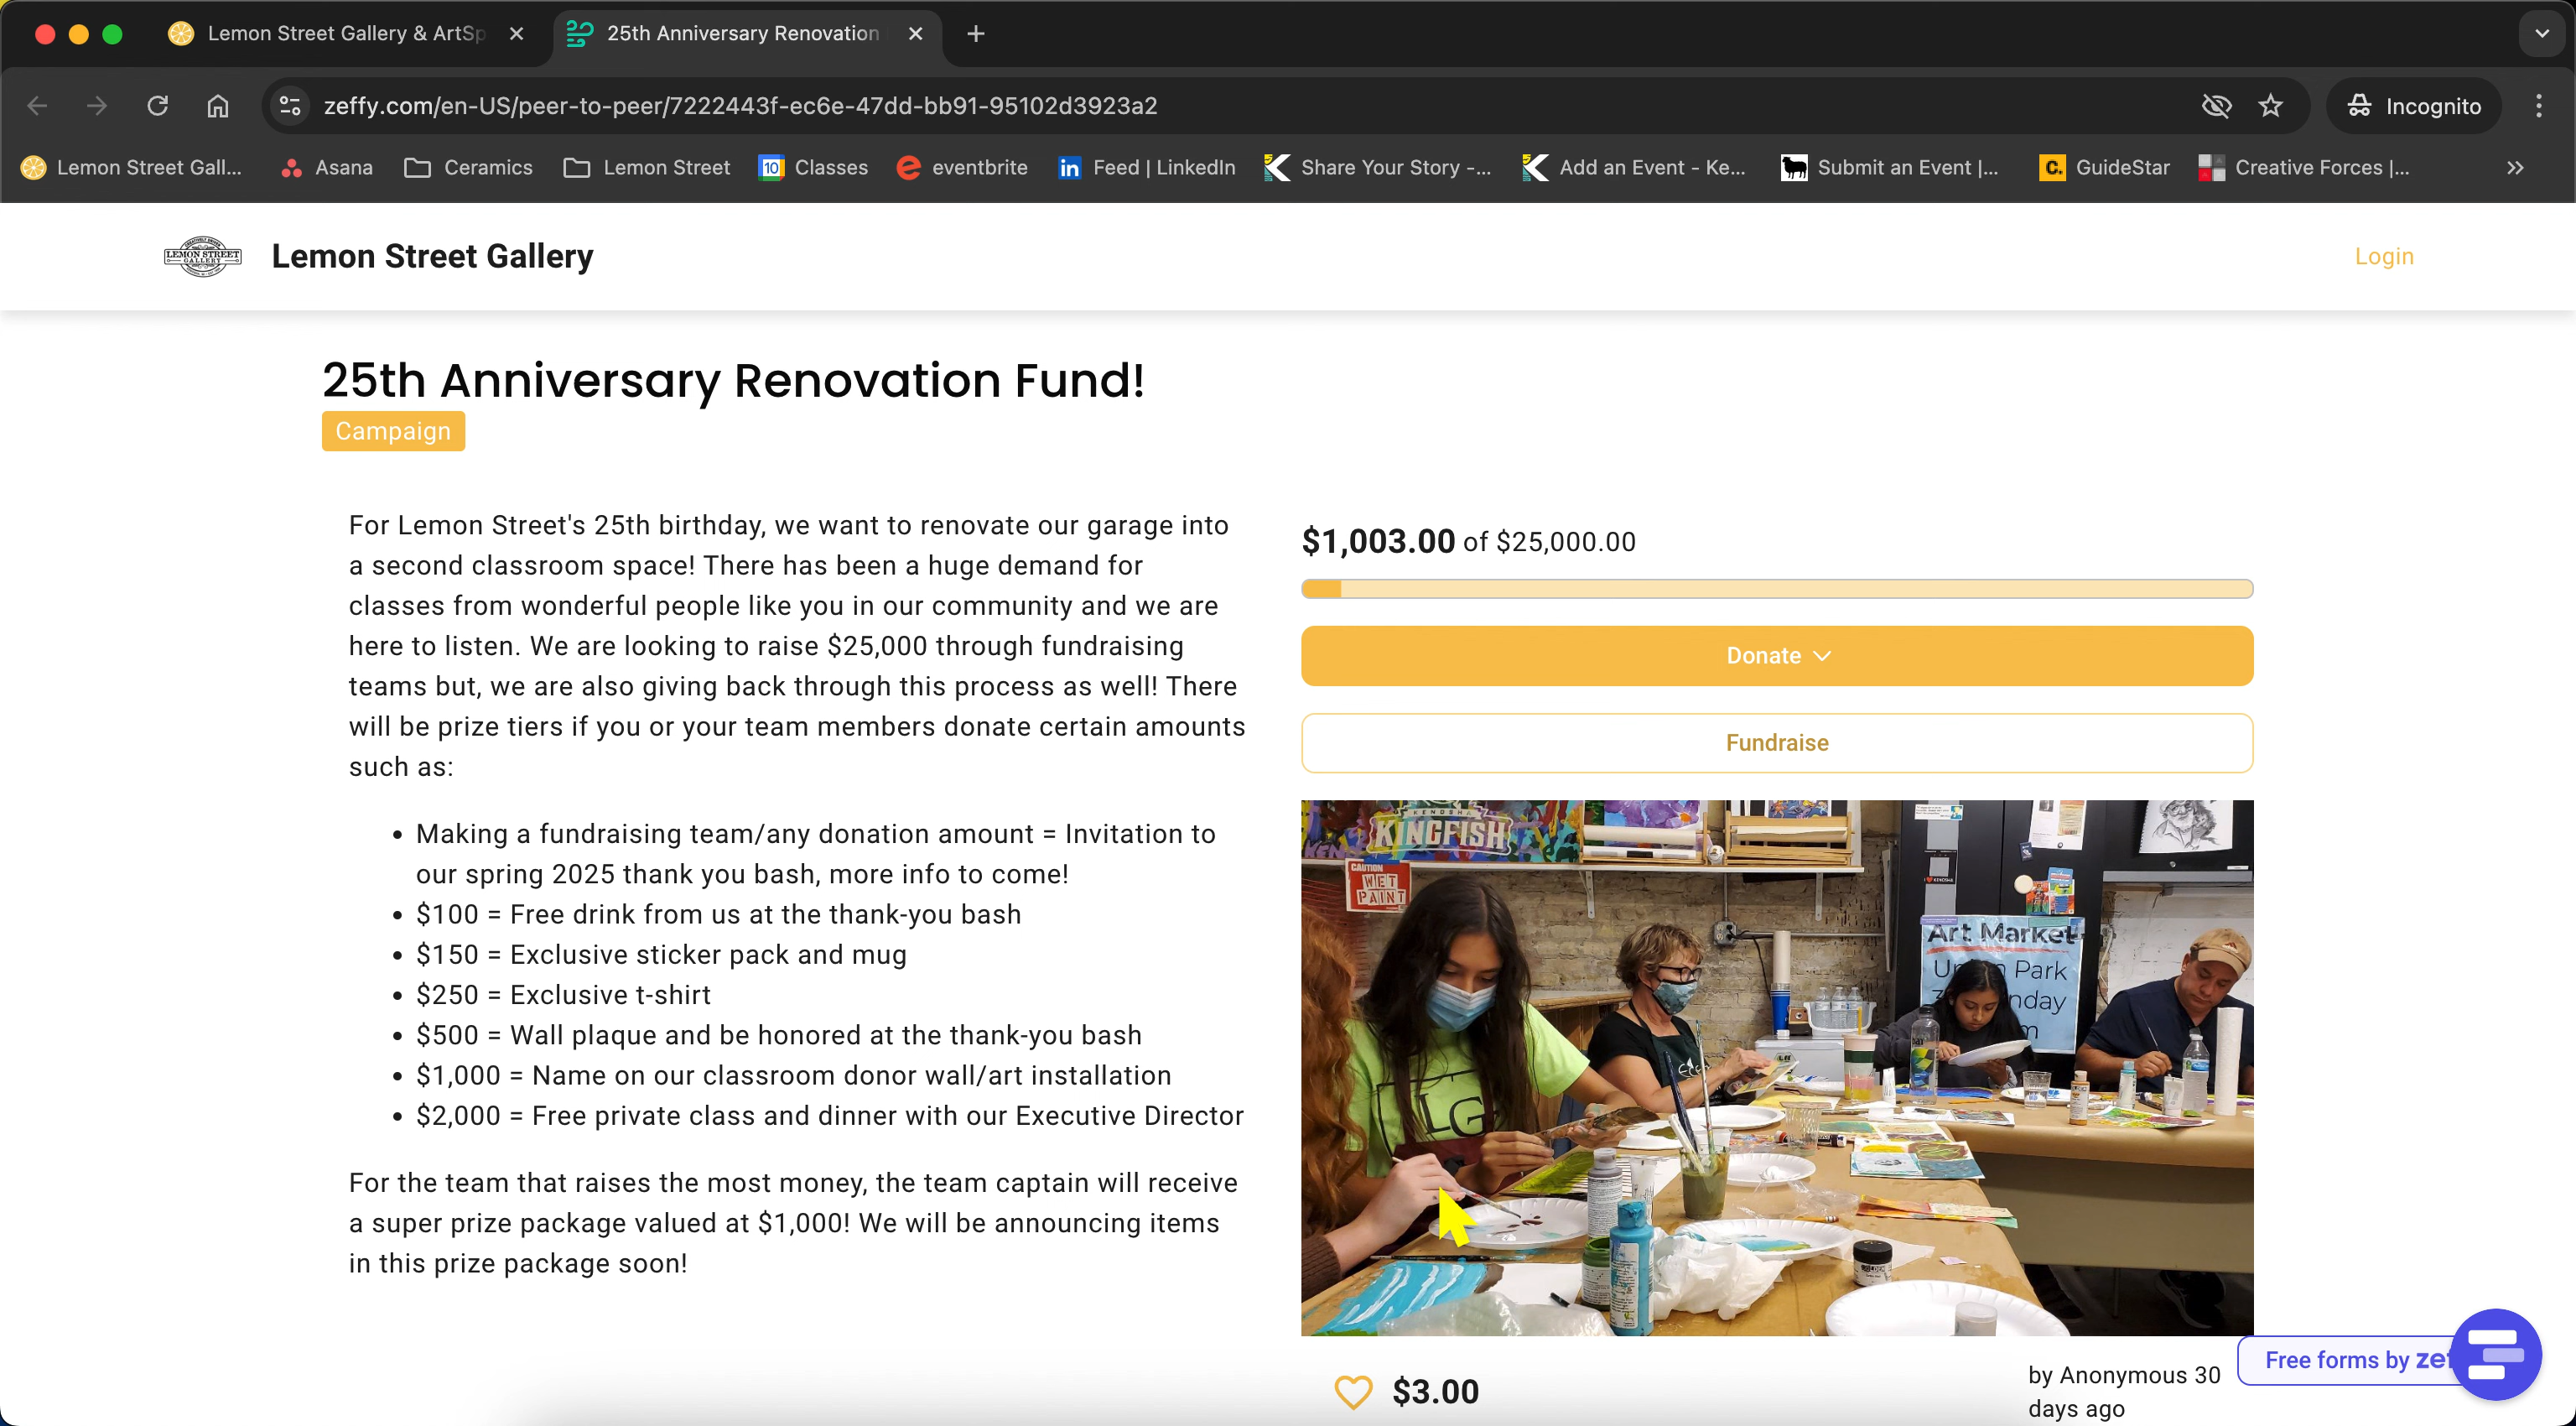 Lemon Street Gallery & ArtSp
25th Anniversary Renovation
zeffy.com/en-US/peer-to-peer/7222443f-ec6e-47dd-bb91-95102d3923a2
Incognito
Lemon Street Gall...
Asana
Ceramics
Lemon Street
10
Classes
eventbrite
in
Feed | LinkedIn
Share Your Story -...
Add an Event - Ke...
Submit an Event |...
GuideStar
Creative Forces |...
LEMON STREET
GALLERY
Lemon Street Gallery
Login
25th Anniversary Renovation Fund!
Campaign
For Lemon Street's 25th birthday, we want to renovate our garage into
a second classroom space! There has been a huge demand for
classes from wonderful people like you in our community and we are
here to listen. We are looking to raise $25,000 through fundraising
teams but, we are also giving back through this process as well! There
will be prize tiers if you or your team members donate certain amounts
such as:
• Making a fundraising team/any donation amount = Invitation to
our spring 2025 thank you bash, more info to come!
• $100 = Free drink from us at the thank-you bash
• $150 = Exclusive sticker pack and mug
• $250 = Exclusive t-shirt
• $500 = Wall plaque and be honored at the thank-you bash
• $1,000 = Name on our classroom donor wall/art installation
• $2,000 = Free private class and dinner with our Executive Director
For the team that raises the most money, the team captain will receive
a super prize package valued at $1,000! We will be announcing items
in this prize package soon!
$1,003.00 of $25,000.00
Donate
Fundraise
KENOSHA
KINGFISH
CAUTION
WET
PAINT
Art Market
Park
LG
$3.00
by Anonymous 30
days ago
Free forms by zef